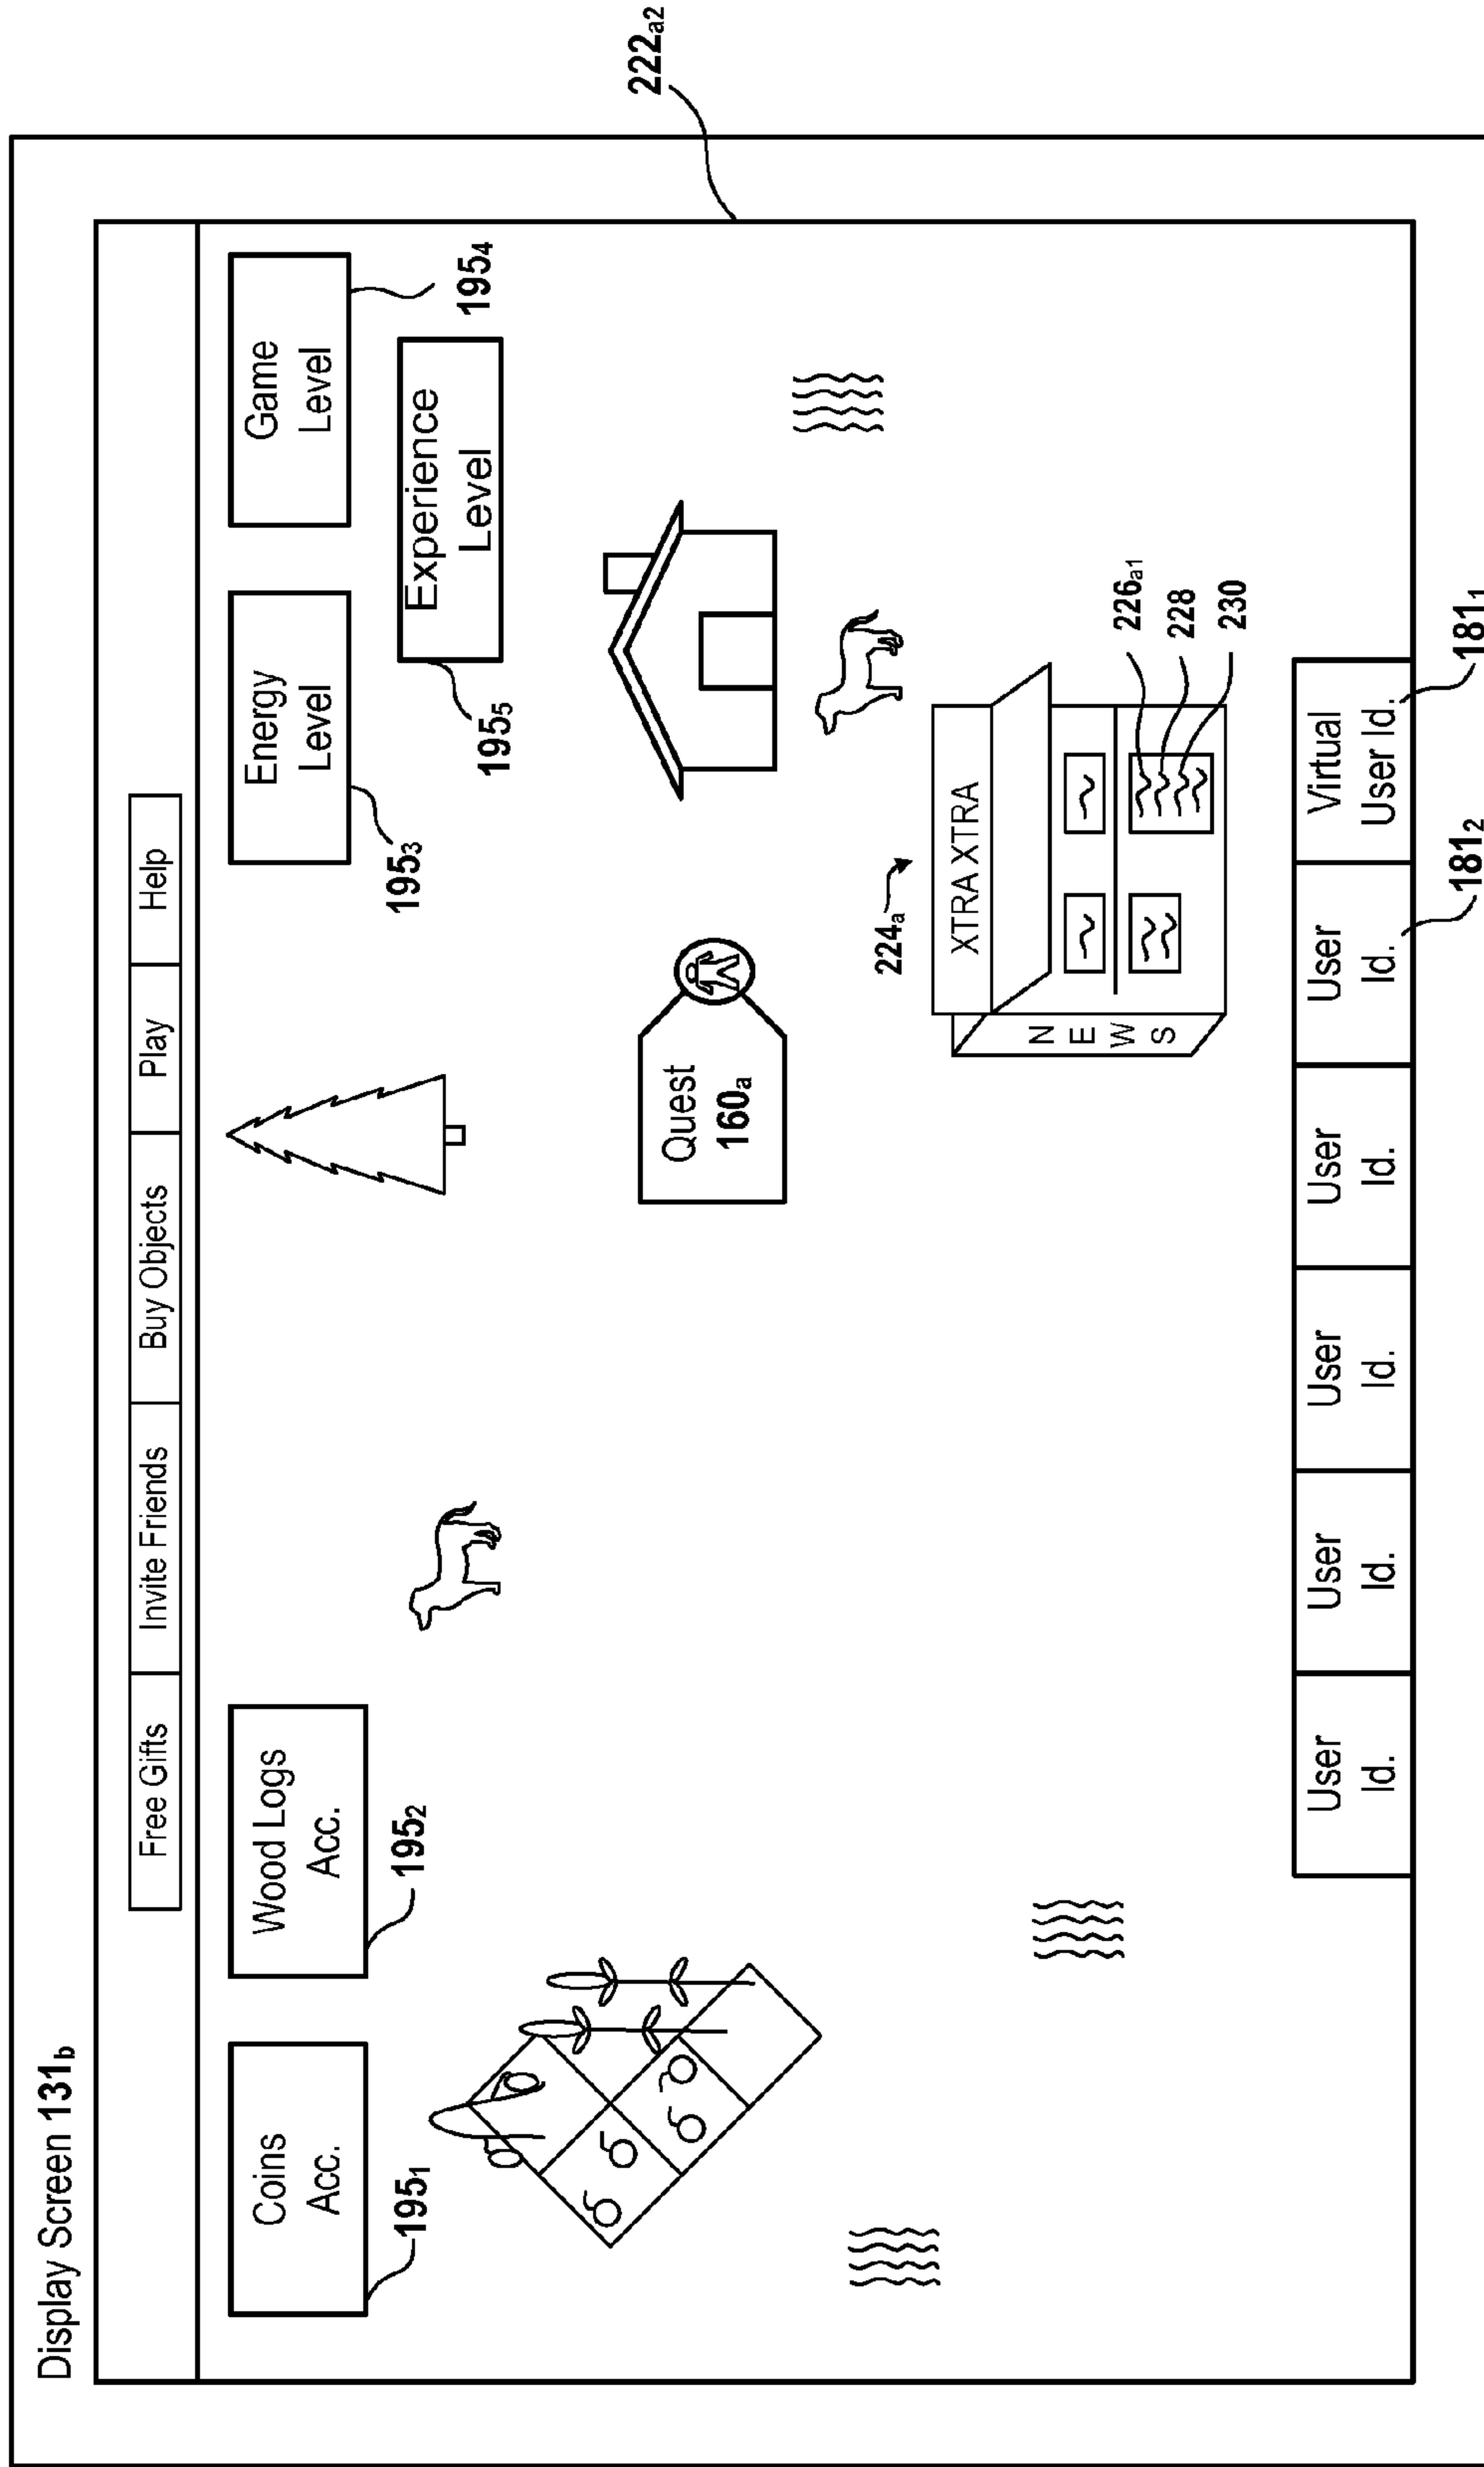 Display Screen 131b
222a2
Free Gifts
Invite Friends
Buy Objects
Play
Help
Coins
Acc.
1951
Wood Logs
Acc.
1952
Energy
Level
1953
Game
Level
1954
Experience
Level
1955
Quest
160a
224a
XTRA XTRA
N
E
W
S
226a1
228
230
User
Id.
User
Id.
User
Id.
User
Id.
User
Id.
Virtual
User Id.
1812
1811